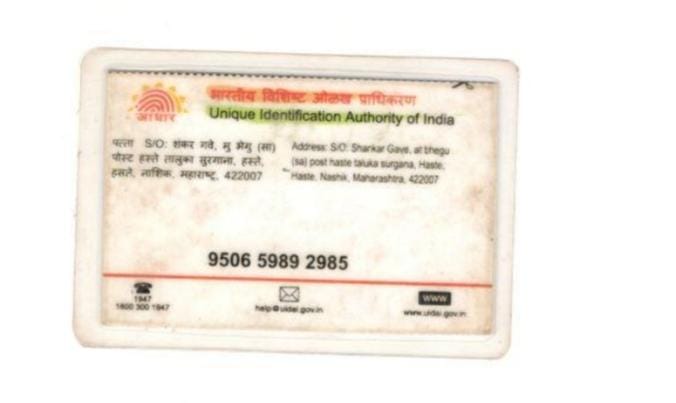 भारतीय विशिष्ट ओळख प्राधिकरण
Unique Identification Authority of India
आधार
पत्ता S/O: शंकर गवे, मु भेगु (सा)
पोस्ट हस्ते तालुका सुरगाना, हस्ते,
हसते, नाशिक, महाराष्ट्र, 422007
Address: S/O: Shankar Gave, at bhegu
(sa) post haste taluka surgana, Haste,
Haste, Nashik, Maharashtra, 422007
9506 5989 2985
1947
1800 300 1947
help@uidai.gov.in
www
www.uidai.gov.in